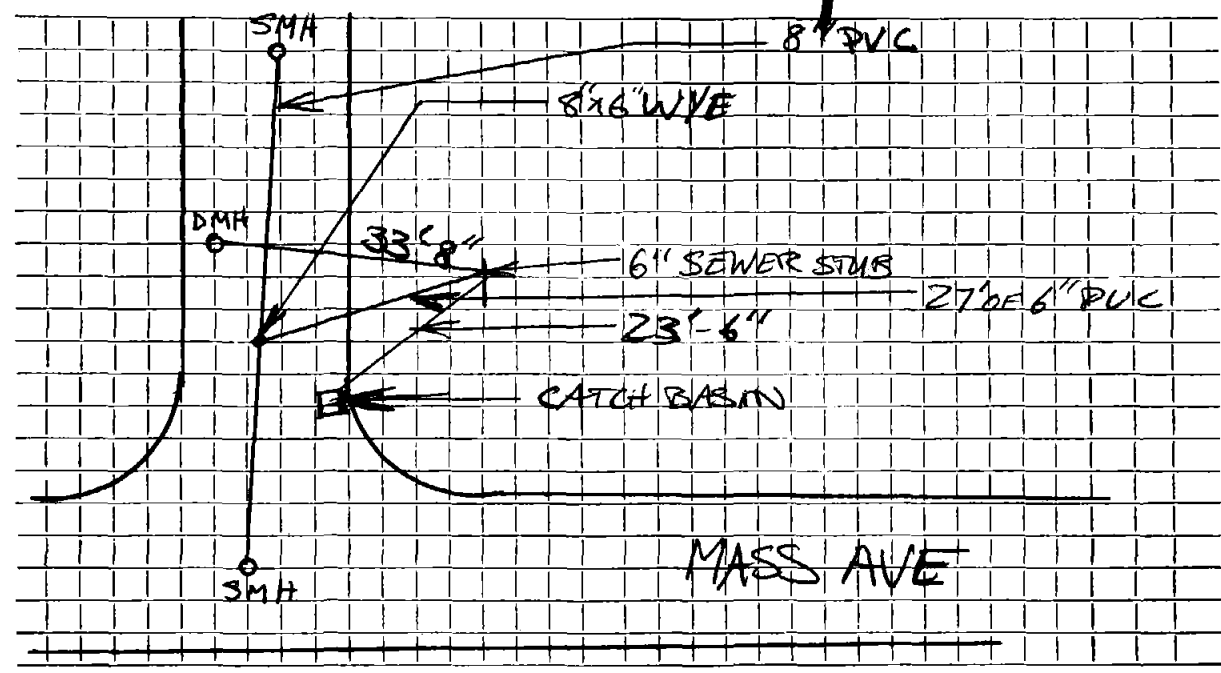 SMH
8" PVC
8"x6" WYE
DMH
33'8"
6" SEWER STUB
27' OF 6" PVC
23'-6"
CATCH BASIN
MASS AVE
SMH